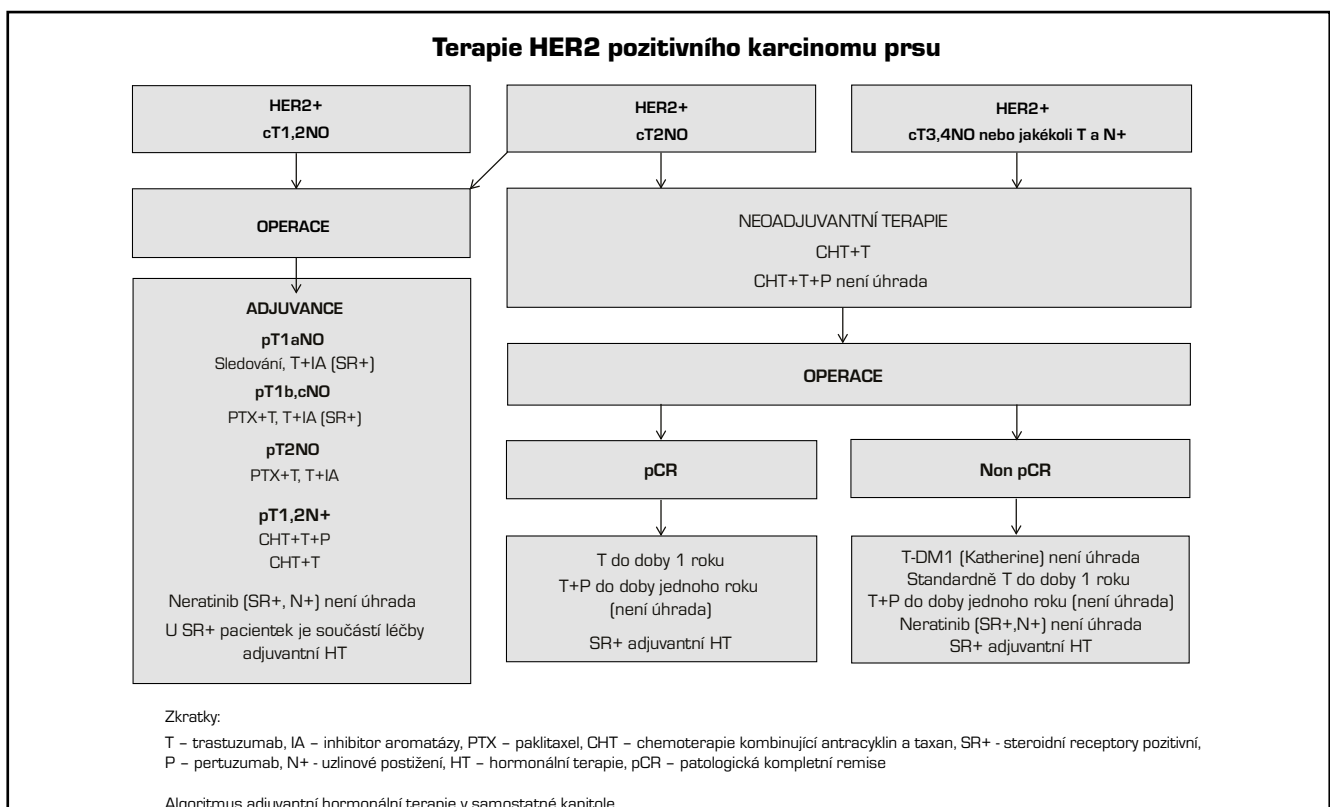 Terapie HER2 pozitivního karcinomu prsu
HER2+
cT1,2NO
HER2+
cT2NO
HER2+
cT3,4NO nebo jakékoli T a N+
OPERACE
NEOADJUVANTNÍ TERAPIE
CHT+T
CHT+T+P není úhrada
ADJUVANCE
pT1aNO
Sledování, T+IA (SR+)
pT1b,cNO
PTX+T, T+IA (SR+)
pT2NO
PTX+T, T+IA
pT1,2N+
CHT+T+P
CHT+T
Neratinib (SR+, N+) není úhrada
U SR+ pacientek je součástí léčby
adjuvantní HT
OPERACE
pCR
Non pCR
T do doby 1 roku
T+P do doby jednoho roku
(není úhrada)
SR+ adjuvantní HT
T-DM1 (Katherine) není úhrada
Standardně T do doby 1 roku
T+P do doby jednoho roku (není úhrada)
Neratinib (SR+,N+) není úhrada
SR+ adjuvantní HT
Zkratky:
T – trastuzumab, IA – inhibitor aromatázy, PTX – paklitaxel, CHT – chemoterapie kombinující antracyklin a taxan, SR+ - steroidní receptory pozitivní,
P – pertuzumab, N+ - uzlinové postižení, HT – hormonální terapie, pCR – patologická kompletní remise
Algoritmus adjuvantní hormonální terapie v samostatné kapitole